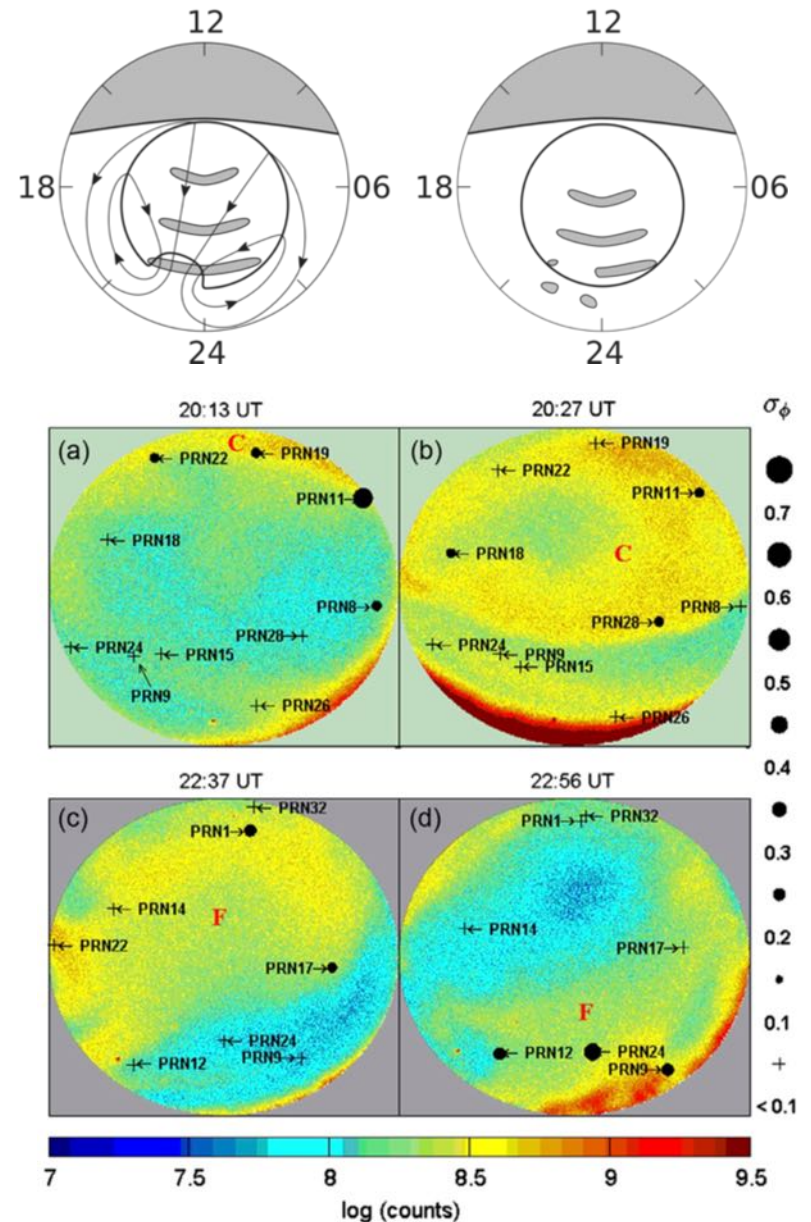 12
12
18
06
18
06
24
24
20:13 UT
20:27 UT
σϕ
(a)
C
PRN22
PRN19
PRN11
PRN18
PRN8
PRN28
PRN24
PRN15
PRN9
PRN26
(b)
PRN19
PRN22
PRN11
PRN18
C
PRN8
PRN28
PRN24
PRN9
PRN15
PRN26
0.7
0.6
0.5
0.4
0.3
0.2
0.1
< 0.1
22:37 UT
22:56 UT
(c)
PRN32
PRN1
PRN14
F
PRN22
PRN17
PRN24
PRN12
PRN9
(d)
PRN1
PRN32
PRN14
PRN17
F
PRN12
PRN24
PRN9
7
7.5
8
8.5
9
9.5
log (counts)